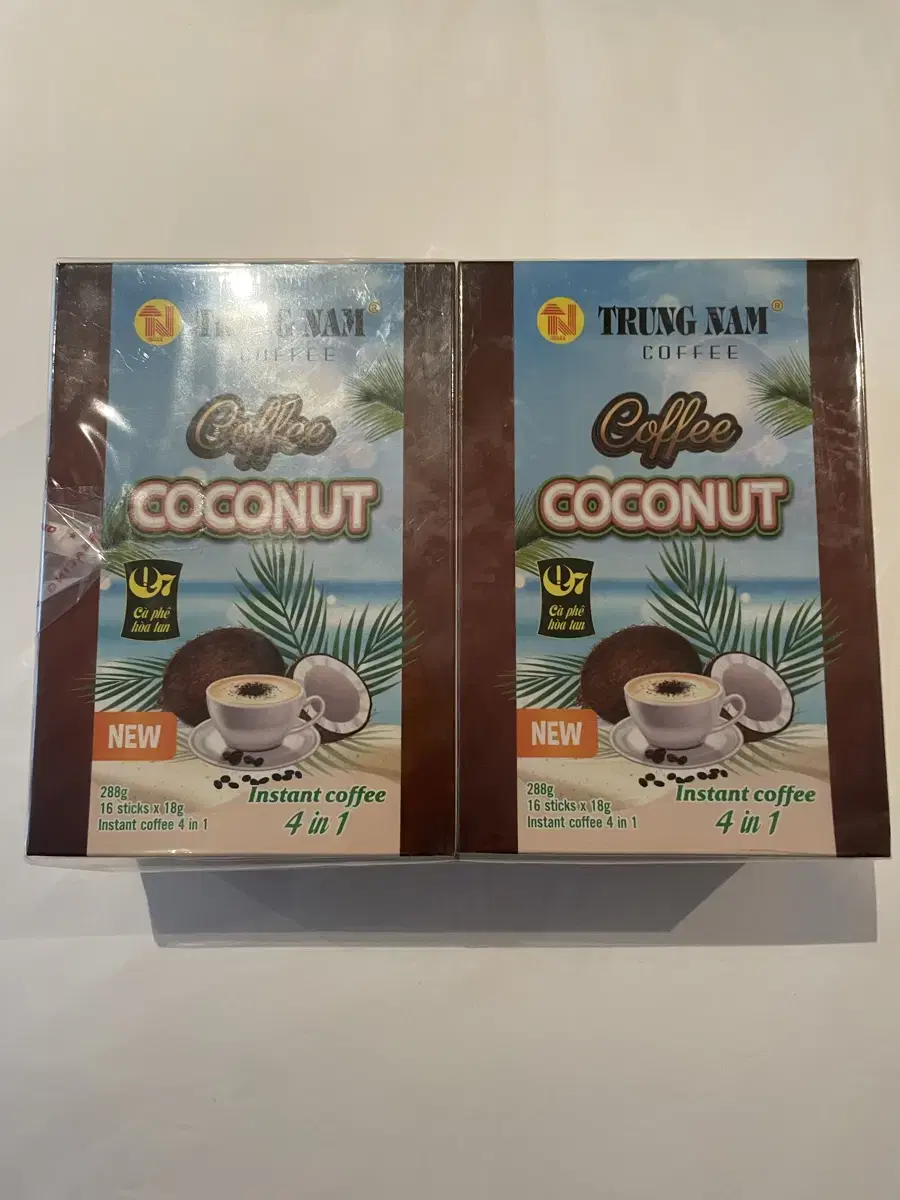 TRUNG NAM®
COFFEE
Coffee
COCONUT
Cà phê
hòa tan
NEW
288g
16 sticks x 18g
Instant coffee 4 in 1
Instant coffee
4 in 1
TRUNG NAM®
COFFEE
Coffee
COCONUT
Cà phê
hòa tan
NEW
288g
16 sticks x 18g
Instant coffee 4 in 1
Instant coffee
4 in 1